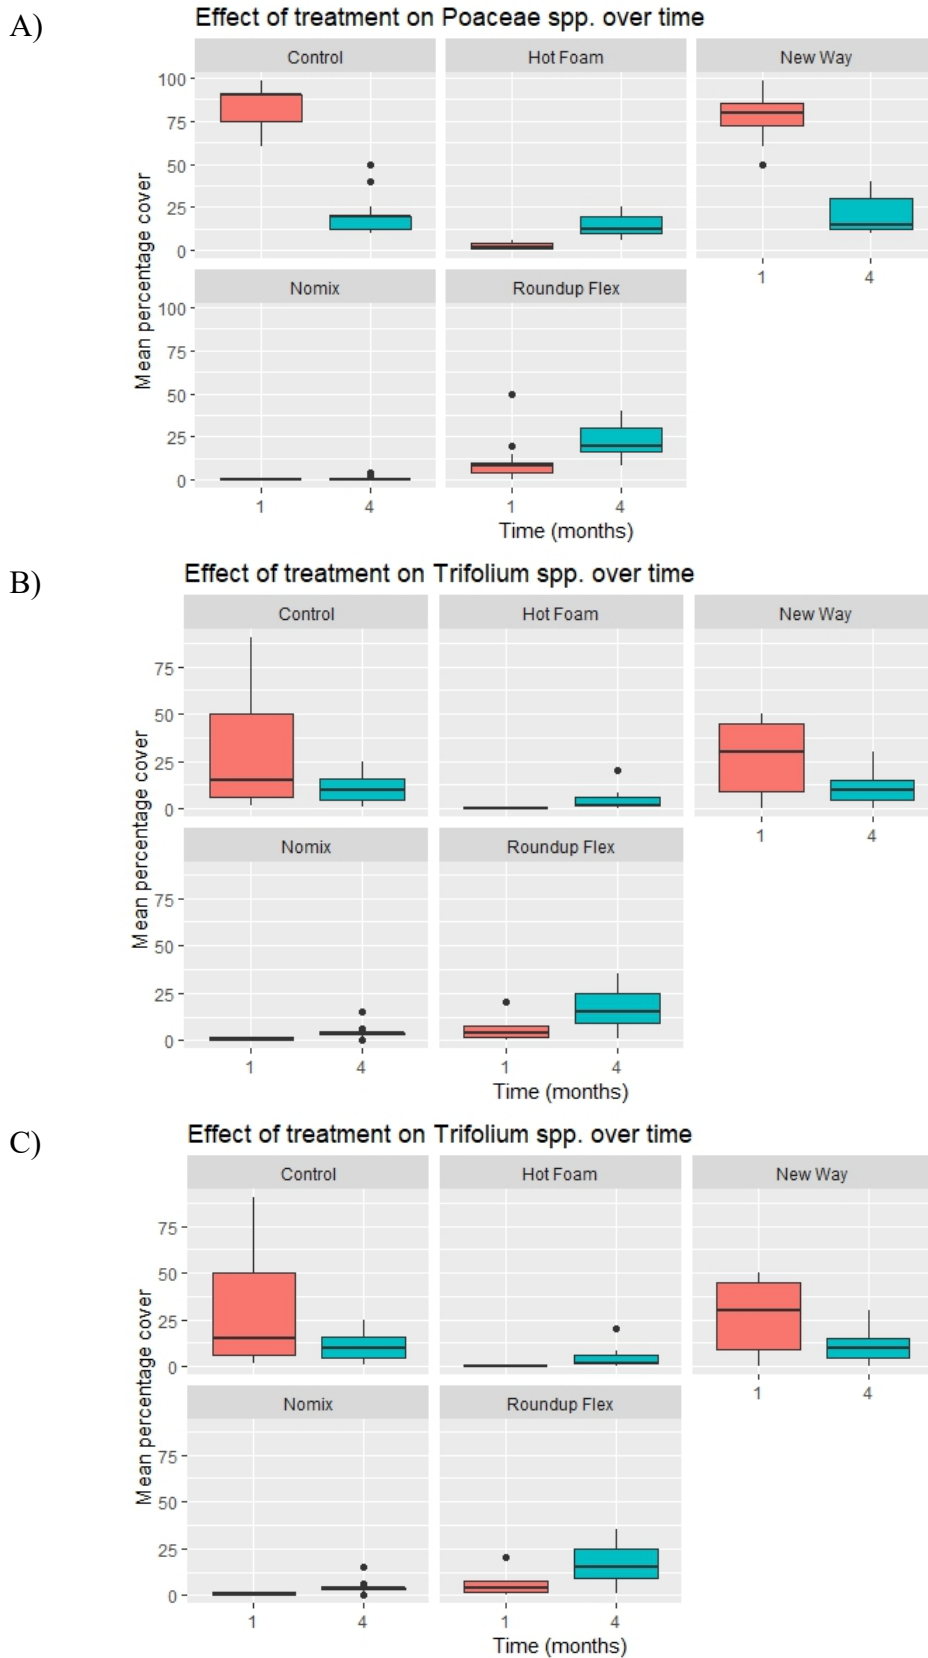 A)
Effect of treatment on Poaceae spp. over time
Control Hot Foam New Way
100
75
50
25
0
1 4
Nomix Roundup Flex
100
75
50
25
0
1 4 1 4
Mean percentage cover
Time (months)
B)
Effect of treatment on Trifolium spp. over time
Control Hot Foam New Way
75
50
25
0
1 4
Nomix Roundup Flex
75
50
25
0
1 4 1 4
Mean percentage cover
Time (months)
C)
Effect of treatment on Trifolium spp. over time
Control Hot Foam New Way
75
50
25
0
1 4
Nomix Roundup Flex
75
50
25
0
1 4 1 4
Mean percentage cover
Time (months)